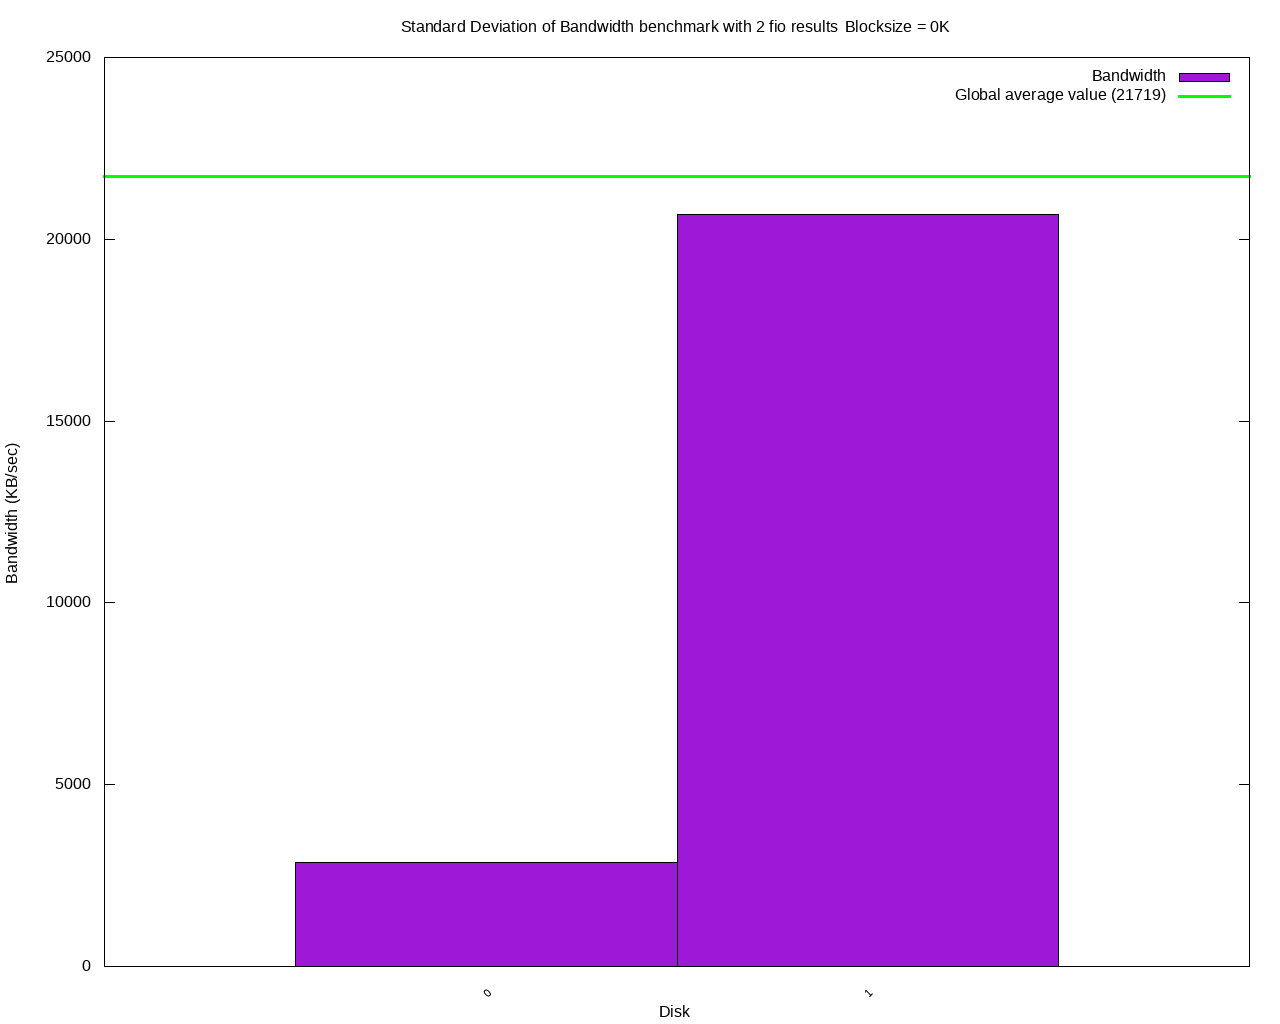 Standard Deviation of Bandwidth benchmark with 2 fio results Blocksize = 0K
Bandwidth
Global average value (21719)
25000
20000
15000
10000
5000
0
Bandwidth (KB/sec)
0
1
Disk